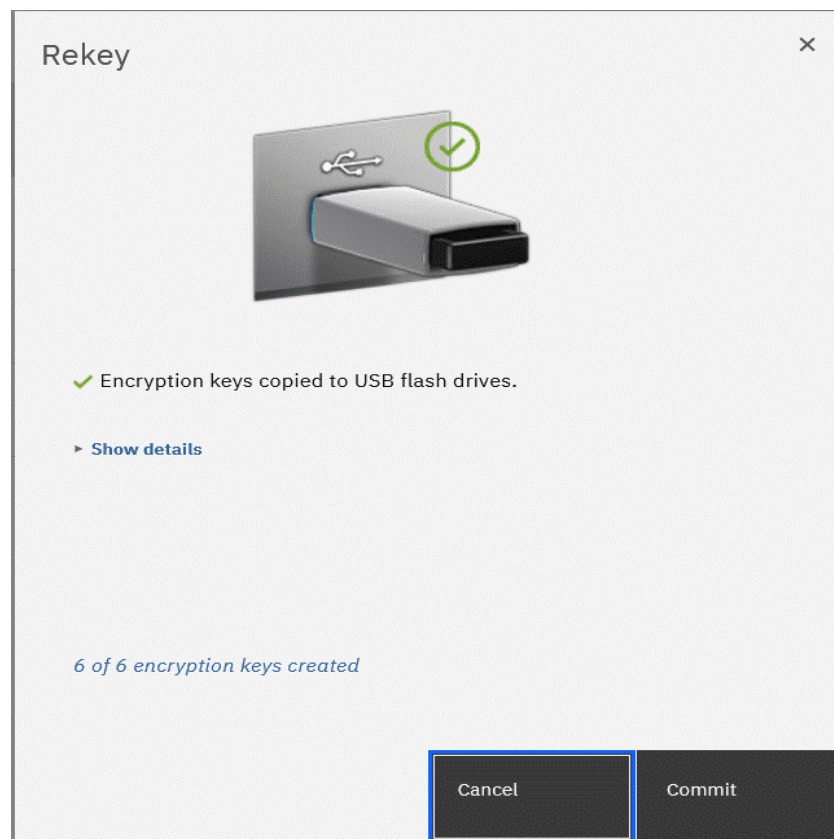 Rekey
Encryption keys copied to USB flash drives.
Show details
6 of 6 encryption keys created
Cancel
Commit